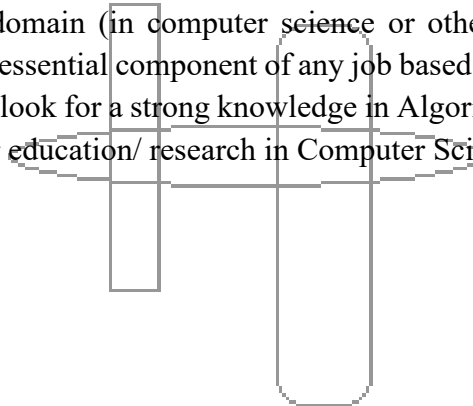 domain (in computer science or othe
essential component of any job based
look for a strong knowledge in Algori
education/ research in Computer Sci